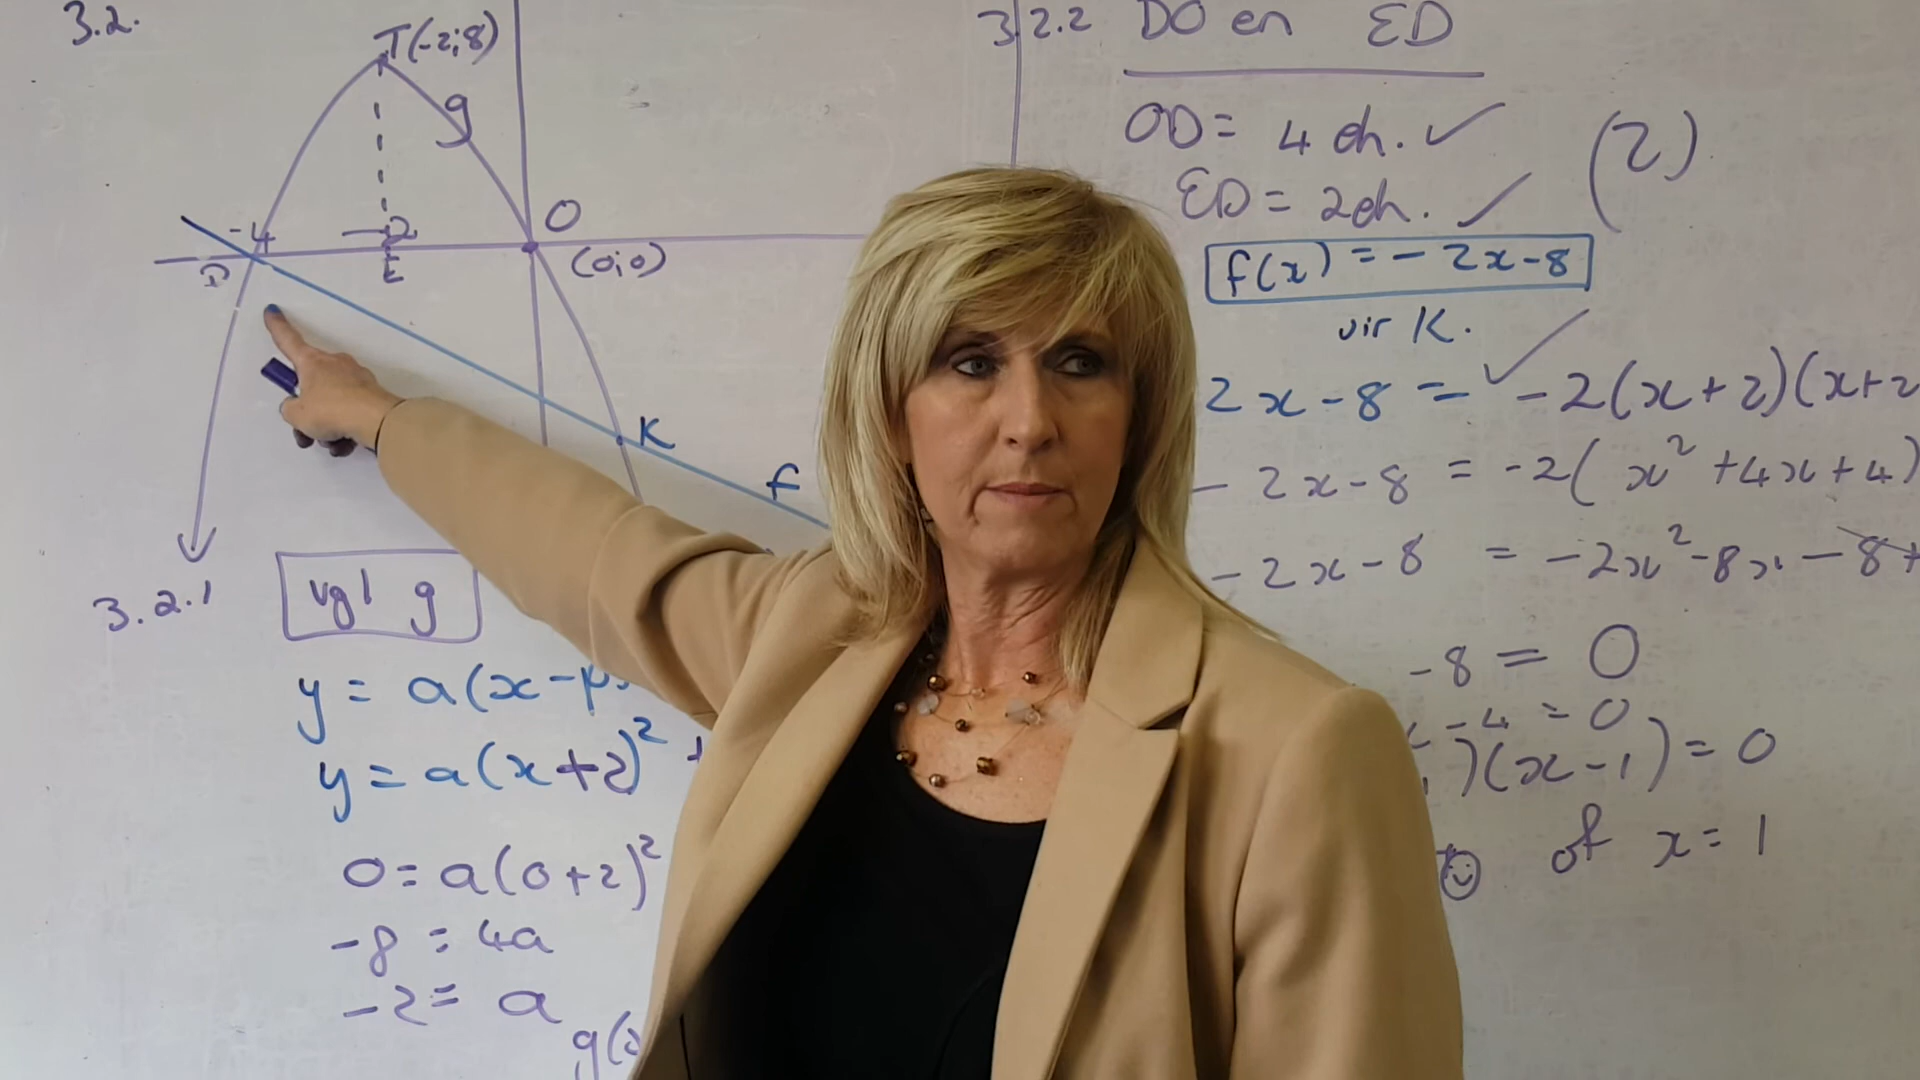 3.2.
T(-2;8)
g
-4
-2
O
D
E
(0;0)
K
f
3.2.1
vgl g
y = a(x-p
y = a(x+2)² +
0 = a(0+2)²
-8 = 4a
-2 = a
g(
3.2.2 DO en ED
OD = 4 eh. ✓
(2)
ED = 2eh. ✓
f(x) = -2x-8
vir K.
2x-8 = ✓ -2(x+2)(x+2
-2x-8 = -2(x²+4x+4)
-2x-8 = -2x²-8x-8+
-8 = 0
-4 = 0
)(x-1) = 0
of x = 1